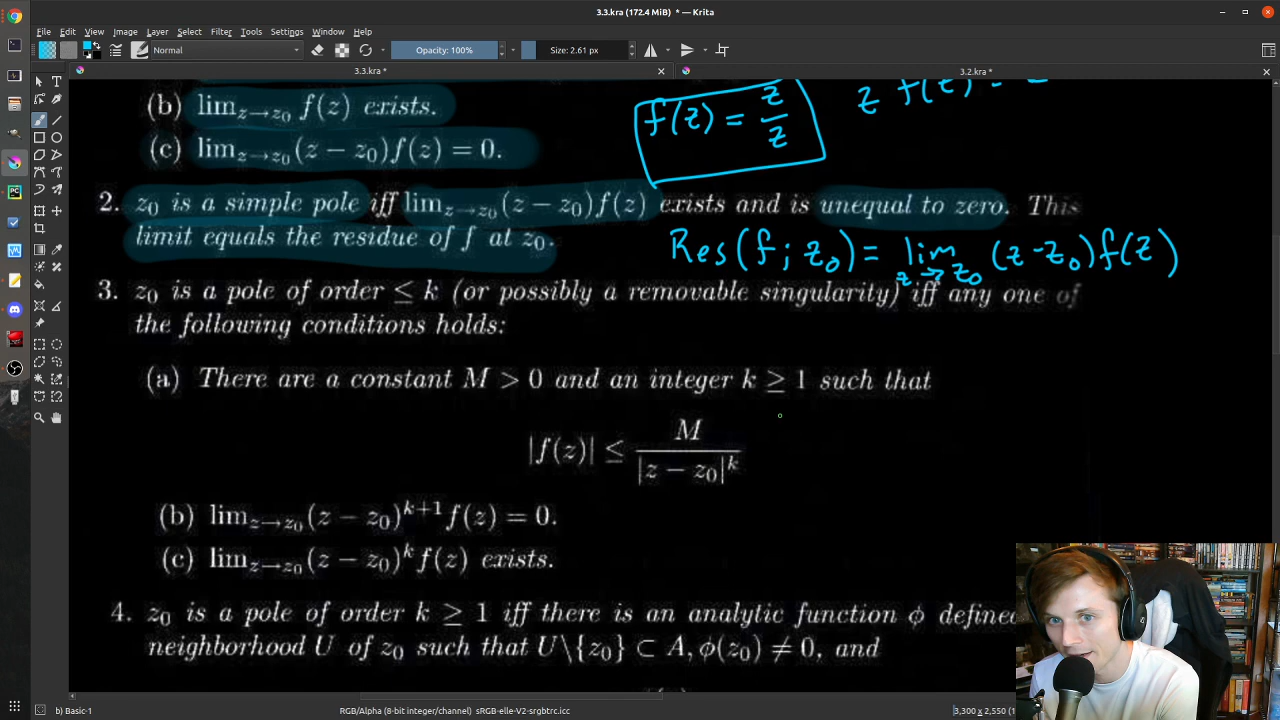 3.3.kra (172.4 MiB) * — Krita
File Edit View Image Layer Select Filter Tools Settings Window Help
Normal Opacity: 100% Size: 2.61 px
3.3.kra * 3.2.kra *
(b) lim_{z→z₀} f(z) exists.
f(z) = z/z
z f(z) =
(c) lim_{z→z₀} (z − z₀)f(z) = 0.
2. z₀ is a simple pole iff lim_{z→z₀} (z − z₀)f(z) exists and is unequal to zero. This
limit equals the residue of f at z₀.
Res(f; z₀) = lim_{z→z₀} (z-z₀)f(z)
3. z₀ is a pole of order ≤ k (or possibly a removable singularity) iff any one of
the following conditions holds:
(a) There are a constant M > 0 and an integer k ≥ 1 such that
|f(z)| ≤ M/|z − z₀|^k
(b) lim_{z→z₀} (z − z₀)^{k+1} f(z) = 0.
(c) lim_{z→z₀} (z − z₀)^k f(z) exists.
4. z₀ is a pole of order k ≥ 1 iff there is an analytic function ϕ define
neighborhood U of z₀ such that U\{z₀} ⊂ A, ϕ(z₀) ≠ 0, and
b) Basic-1 RGB/Alpha (8-bit integer/channel) sRGB-elle-V2-srgbtrc.icc 3,300 x 2,550 (1